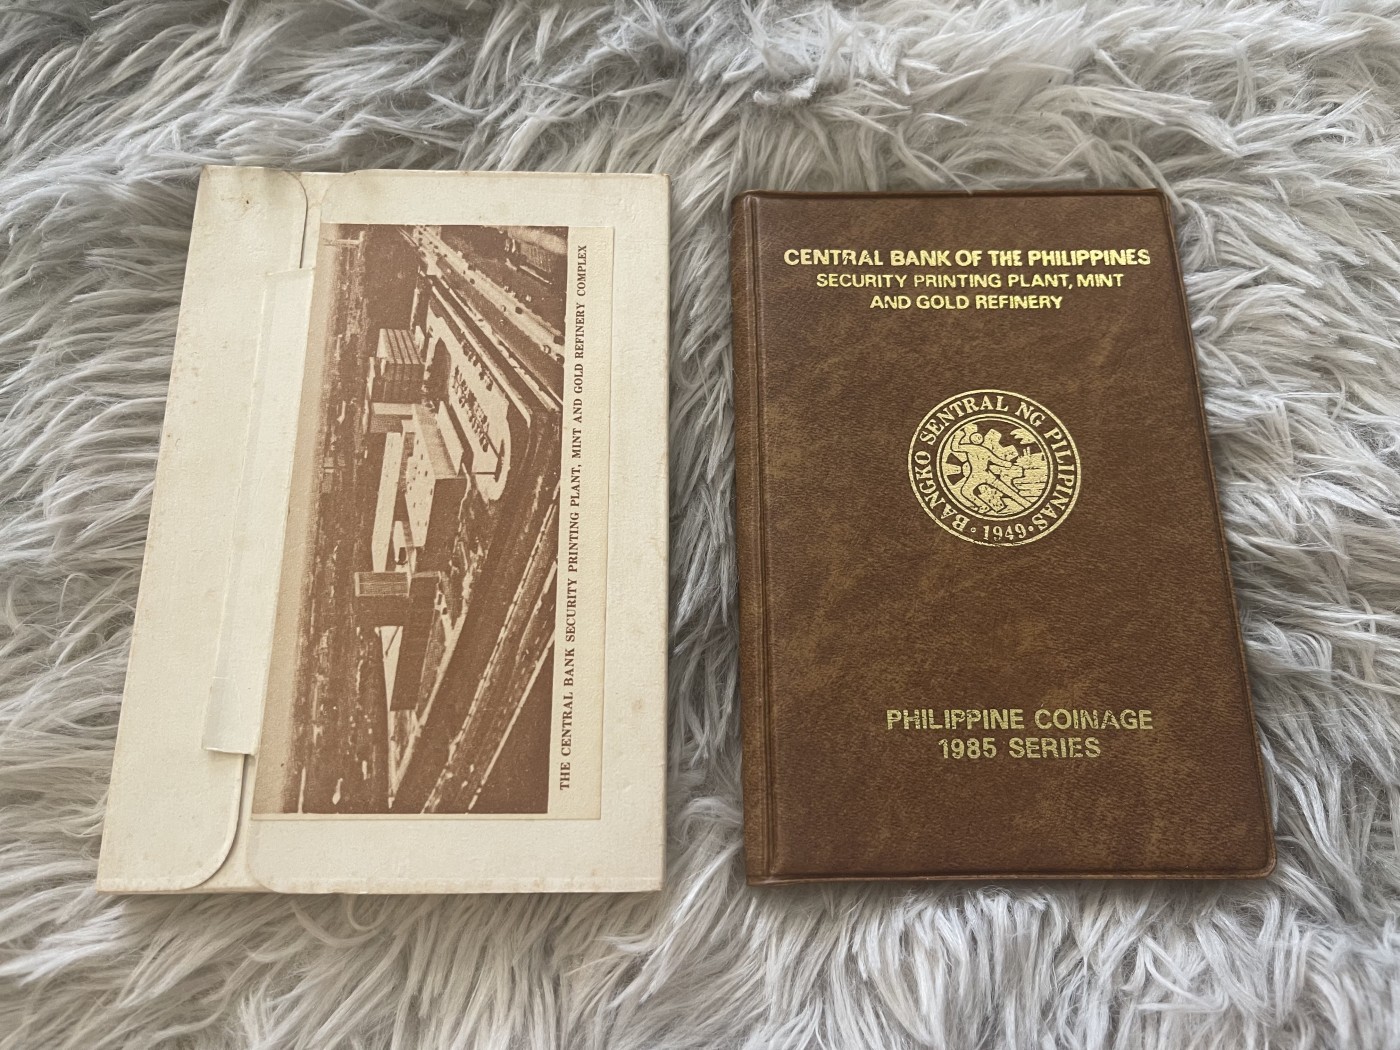 THE CENTRAL BANK SECURITY PRINTING PLANT, MINT AND GOLD REFINERY COMPLEX
CENTRAL BANK OF THE PHILIPPINES
SECURITY PRINTING PLANT, MINT
AND GOLD REFINERY
BANGKO SENTRAL NG PILIPINAS
1949
PHILIPPINE COINAGE
1985 SERIES